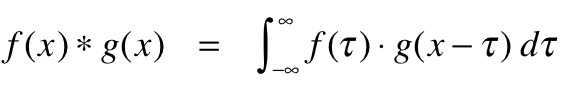 f(x) * g(x) = ∫_{-∞}^{∞} f(τ) · g(x − τ) dτ